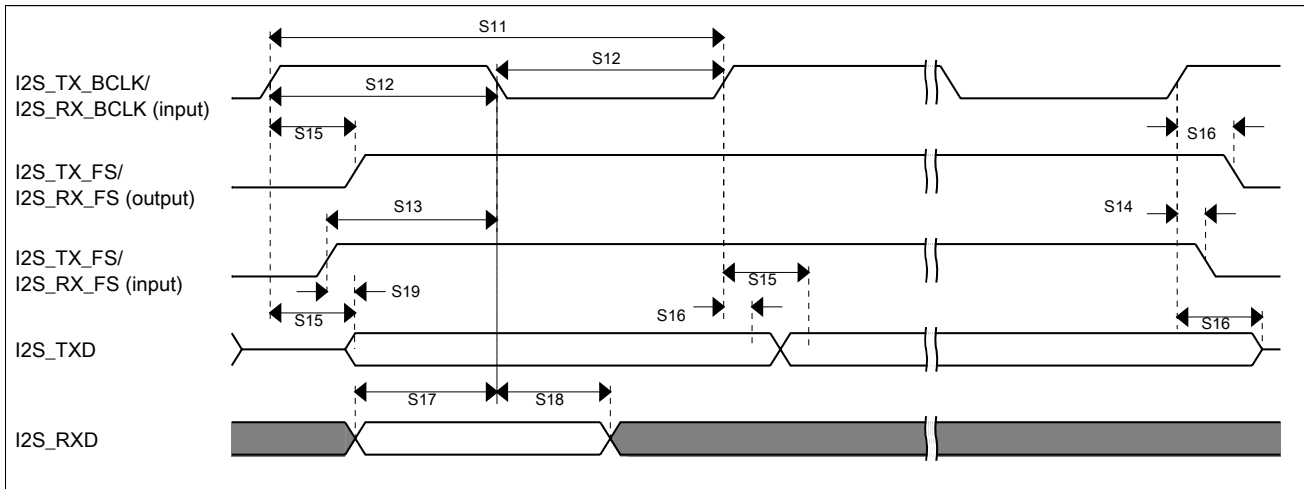 S11
S12
I2S_TX_BCLK/
I2S_RX_BCLK (input)
S12
S15
S16
I2S_TX_FS/
I2S_RX_FS (output)
S13
S14
I2S_TX_FS/
I2S_RX_FS (input)
S15
S19
S15
S16
S16
I2S_TXD
S17
S18
I2S_RXD